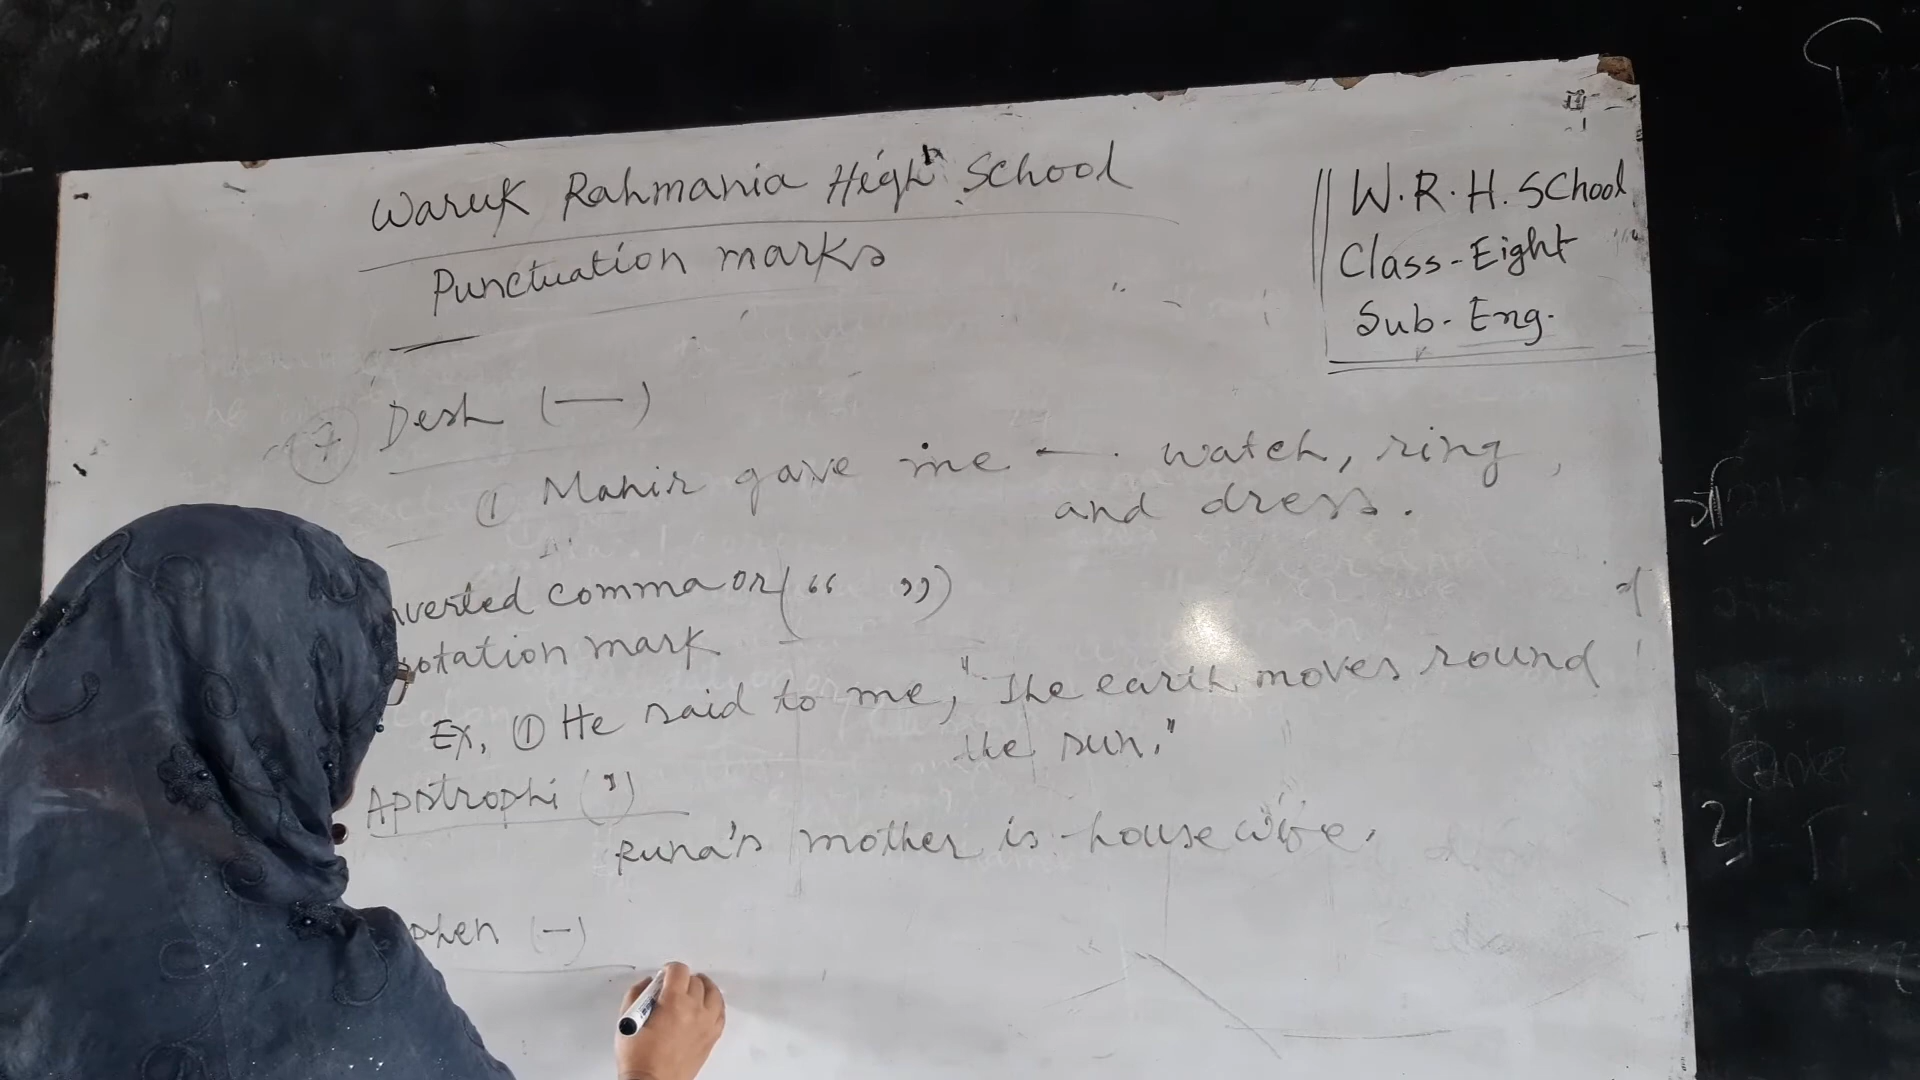 Waruk Rahmania High School
Punctuation marks
W.R.H. School
Class-Eight
Sub-Eng.
7 Desh (—)
① Mahir gave me — watch, ring,
and dress.
nverted comma or (“ ”)
otation mark
Ex. ① He said to me, "The earth moves round
the sun."
Apostrophi (’)
Runa's mother is housewife.
phen (-)